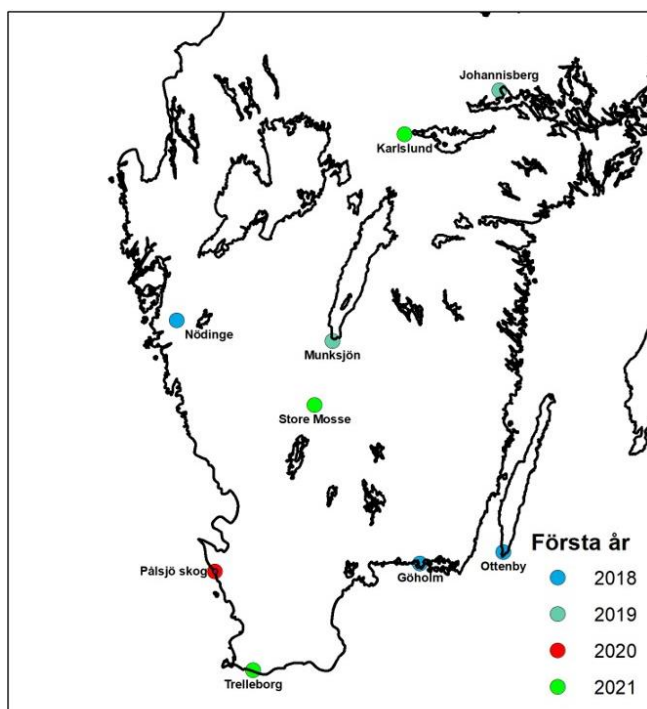 Johannisberg
Karlslund
Nödinge
Munksjön
Store Mosse
Pålsjö skog
Göholm
Ottenby
Trelleborg
Första år
2018
2019
2020
2021